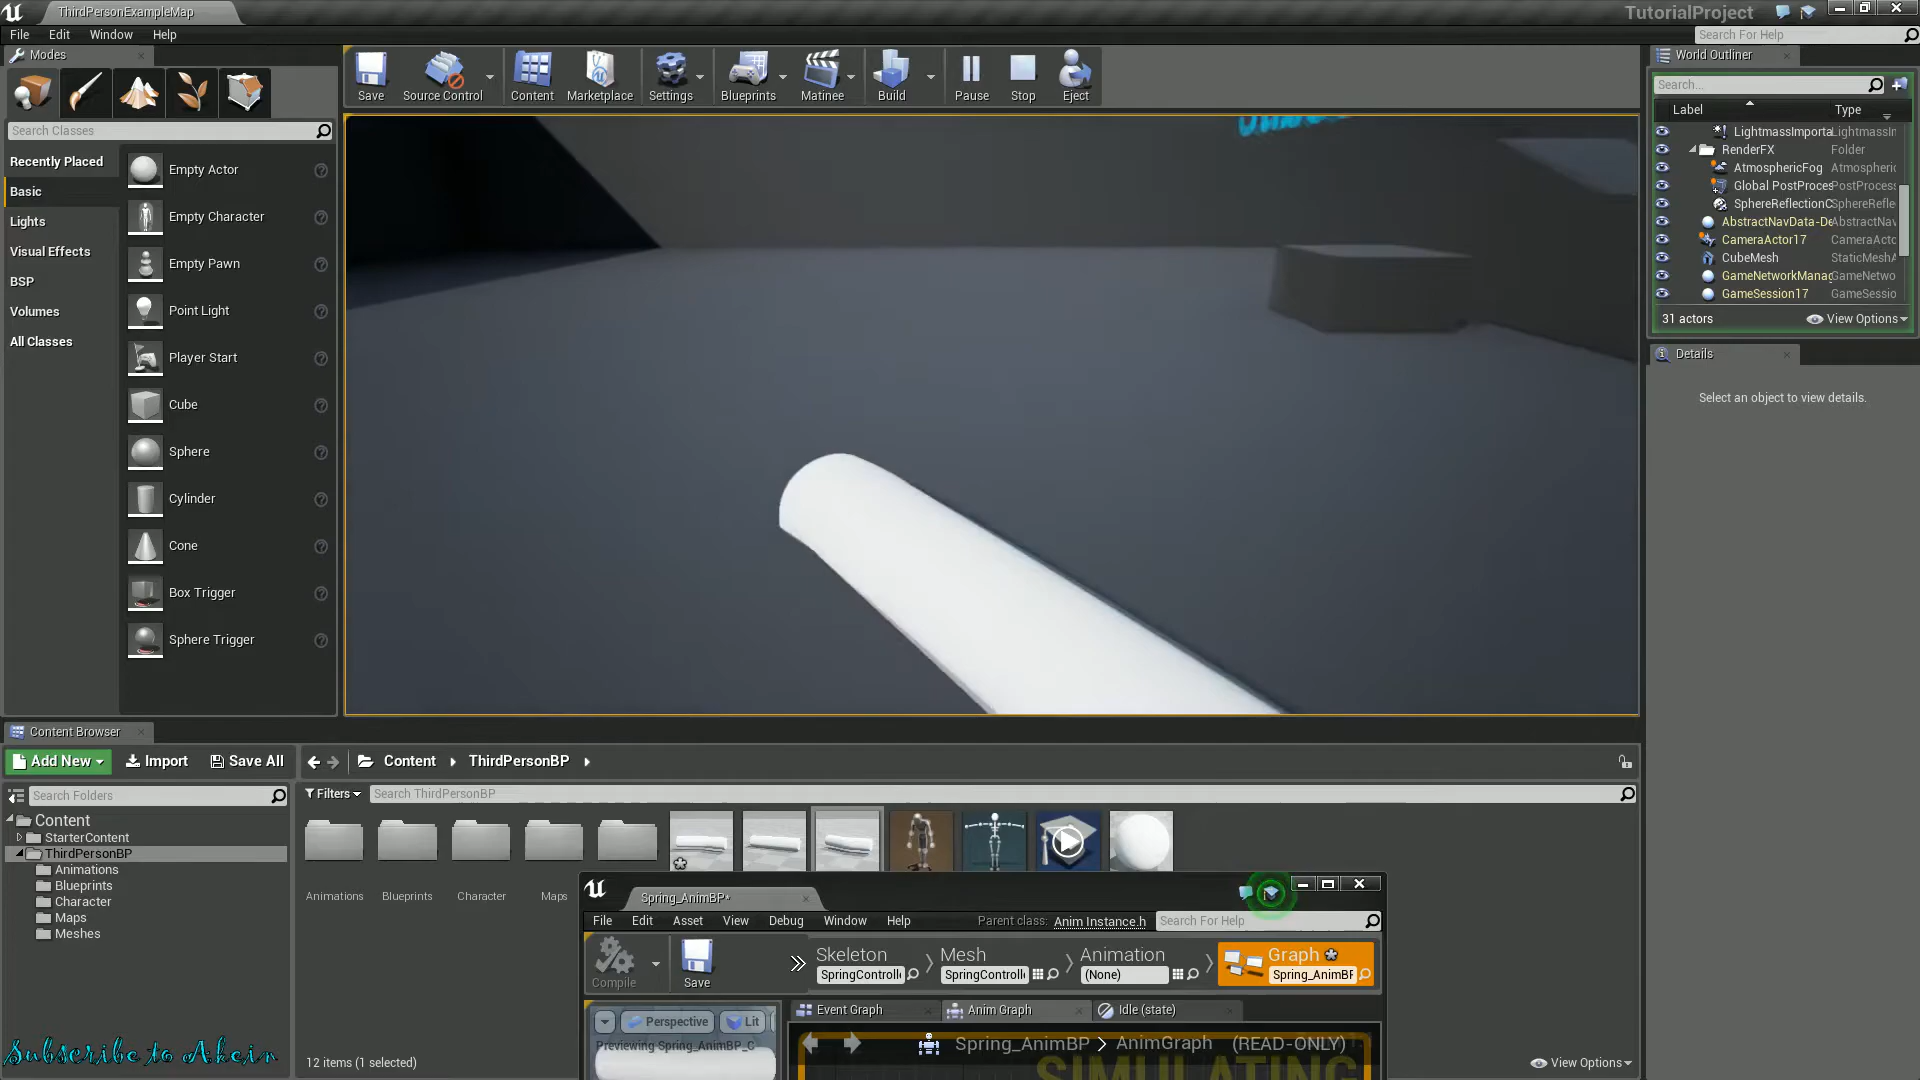 ThirdPersonExampleMap
TutorialProject
File Edit Window Help
Search For Help
Modes
Save
Source Control
Content
Marketplace
Settings
Blueprints
Matinee
Build
Pause
Stop
Eject
World Outliner
Search...
Label Type
Search Classes
Recently Placed
Basic
Lights
Visual Effects
BSP
Volumes
All Classes
Empty Actor
Empty Character
Empty Pawn
Point Light
Player Start
Cube
Sphere
Cylinder
Cone
Box Trigger
Sphere Trigger
LightmassImporta LightmassIn
RenderFX Folder
AtmosphericFog Atmospheric
Global PostProces PostProcess
SphereReflectionC SphereRefle
AbstractNavData-De AbstractNav
CameraActor17 CameraActo
CubeMesh StaticMeshA
GameNetworkManag GameNetwo
GameSession17 GameSessio
31 actors
View Options
Details
Select an object to view details.
Content Browser
Add New
Import
Save All
Content
ThirdPersonBP
Search Folders
Filters
Search ThirdPersonBP
Content
StarterContent
ThirdPersonBP
Animations
Blueprints
Character
Maps
Meshes
Animations
Blueprints
Character
Maps
Spring_AnimBP*
File Edit Asset View Debug Window Help
Parent class: Anim Instance.h
Search For Help
Compile
Save
Skeleton
SpringControlle
Mesh
SpringControlle
Animation
(None)
Graph
Spring_AnimBP
Event Graph
Anim Graph
Idle (state)
Perspective
Lit
Previewing Spring_AnimBP_C
Spring_AnimBP > AnimGraph (READ-ONLY)
SIMULATING
Subscribe to Akein
12 items (1 selected)
View Options